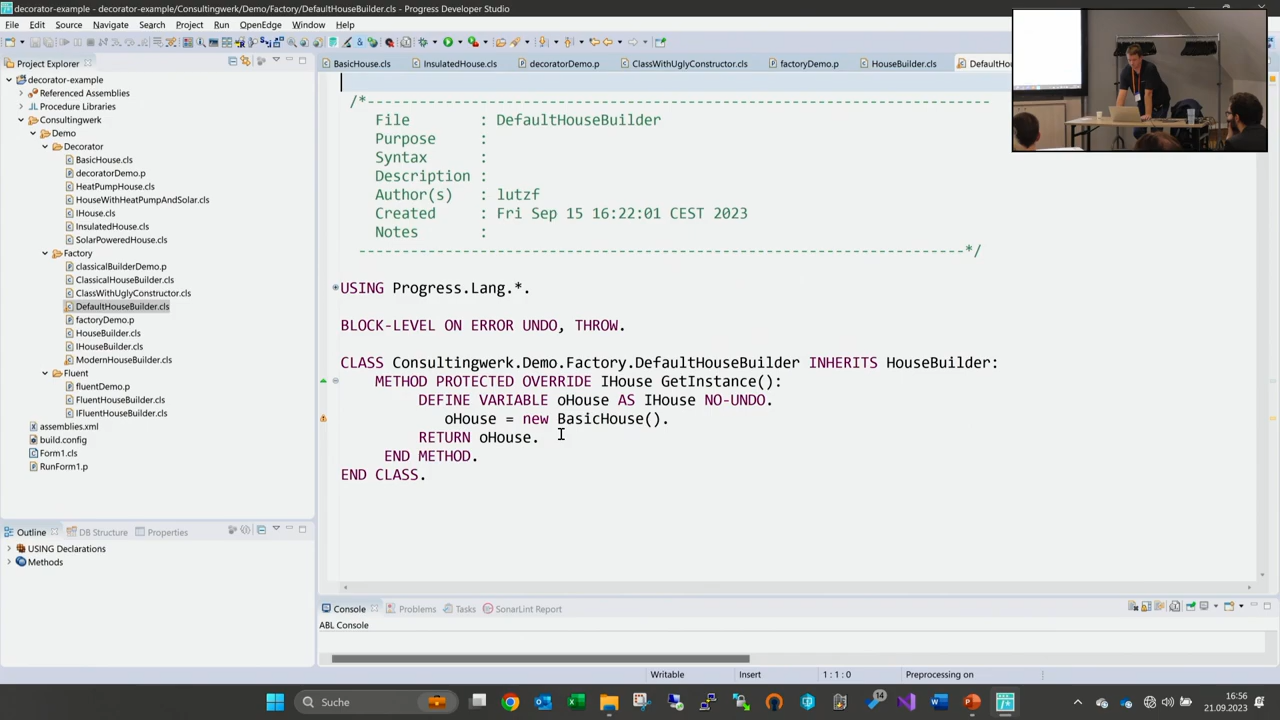 decorator-example - decorator-example/Consultingwerk/Demo/Factory/DefaultHouseBuilder.cls - Progress Developer Studio
File Edit Source Navigate Search Project Run OpenEdge Window Help
Project Explorer
decorator-example
Referenced Assemblies
Procedure Libraries
Consultingwerk
Demo
Decorator
BasicHouse.cls
decoratorDemo.p
HeatPumpHouse.cls
HouseWithHeatPumpAndSolar.cls
IHouse.cls
InsulatedHouse.cls
SolarPoweredHouse.cls
Factory
classicalBuilderDemo.p
ClassicalHouseBuilder.cls
ClassWithUglyConstructor.cls
DefaultHouseBuilder.cls
factoryDemo.p
HouseBuilder.cls
IHouseBuilder.cls
ModernHouseBuilder.cls
Fluent
fluentDemo.p
FluentHouseBuilder.cls
IFluentHouseBuilder.cls
assemblies.xml
build.config
Form1.cls
RunForm1.p
Outline DB Structure Properties
USING Declarations
Methods
BasicHouse.cls InsulatedHouse.cls decoratorDemo.p ClassWithUglyConstructor.cls factoryDemo.p HouseBuilder.cls DefaultHou
/*------------------------------------------------------------------------
File : DefaultHouseBuilder
Purpose :
Syntax :
Description :
Author(s) : lutzf
Created : Fri Sep 15 16:22:01 CEST 2023
Notes :
----------------------------------------------------------------------*/
USING Progress.Lang.*.
BLOCK-LEVEL ON ERROR UNDO, THROW.
CLASS Consultingwerk.Demo.Factory.DefaultHouseBuilder INHERITS HouseBuilder:
METHOD PROTECTED OVERRIDE IHouse GetInstance():
DEFINE VARIABLE oHouse AS IHouse NO-UNDO.
oHouse = new BasicHouse().
RETURN oHouse.
END METHOD.
END CLASS.
Console Problems Tasks SonarLint Report
ABL Console
Writable Insert 1 : 1 : 0 Preprocessing on
Suche
14
16:56
21.09.2023